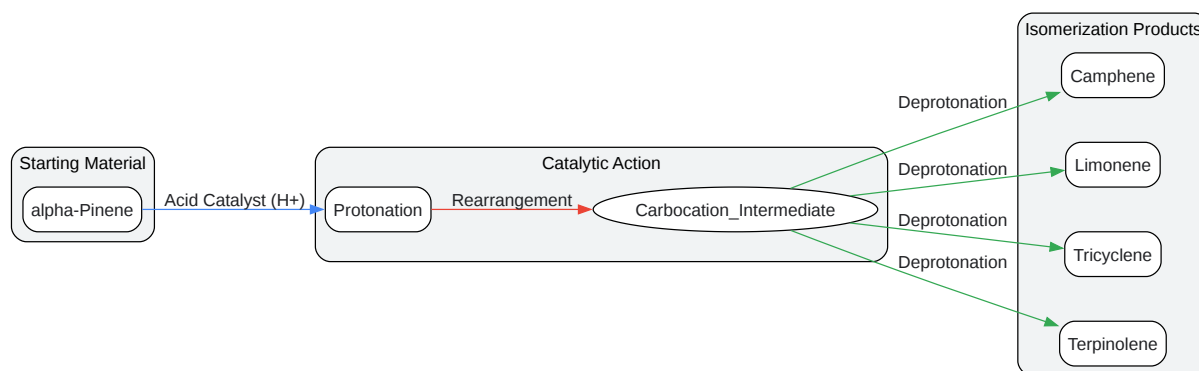 Starting Material
alpha-Pinene
Acid Catalyst (H+)
Catalytic Action
Protonation
Rearrangement
Carbocation_Intermediate
Deprotonation
Deprotonation
Deprotonation
Deprotonation
Isomerization Products
Camphene
Limonene
Tricyclene
Terpinolene